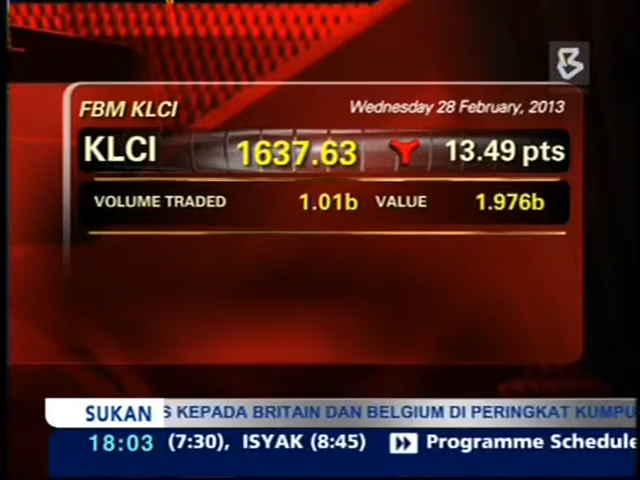 FBM KLCI Wednesday 28 February, 2013
KLCI 1637.63 13.49 pts
VOLUME TRADED 1.01b VALUE 1.976b
SUKAN S KEPADA BRITAIN DAN BELGIUM DI PERINGKAT KUMPU
18:03 (7:30), ISYAK (8:45) Programme Schedule